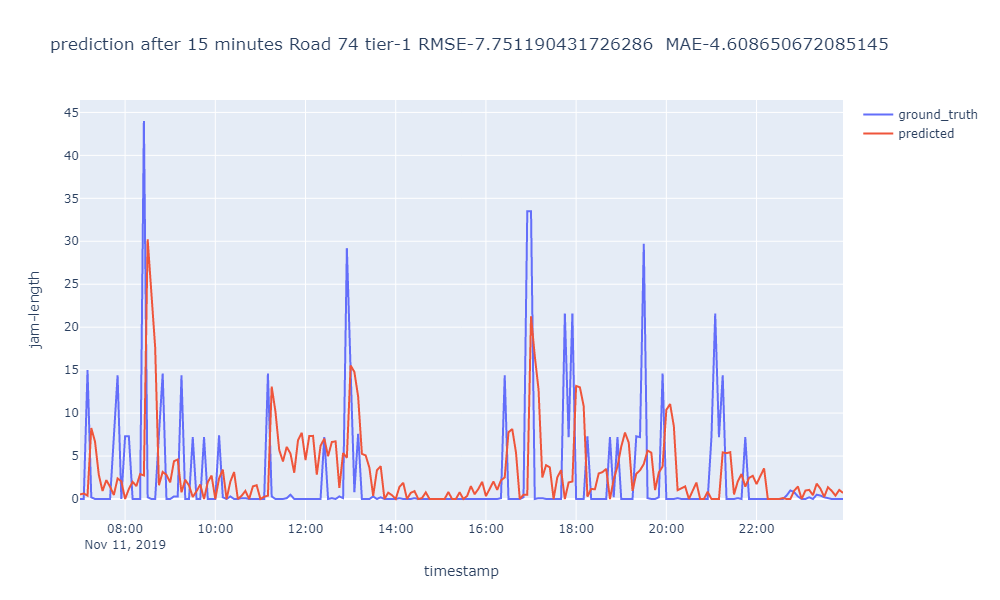 prediction after 15 minutes Road 74 tier-1 RMSE-7.751190431726286  MAE-4.608650672085145
ground_truth
predicted
45
40
35
30
25
20
15
10
5
0
jam-length
08:00 10:00 12:00 14:00 16:00 18:00 20:00 22:00
Nov 11, 2019
timestamp